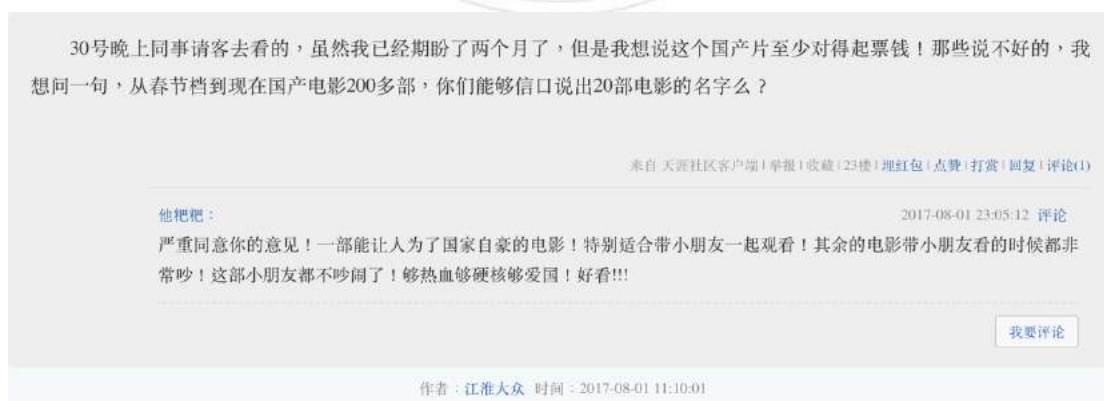 30号晚上同事请客去看的，虽然我已经期盼了两个月了，但是我想说这个国产片至少对得起票钱！那些说不好的，我
想问一句，从春节档到现在国产电影200多部，你们能够信口说出20部电影的名字么？
来自 天涯社区客户端 | 举报 | 收藏 | 23楼 | 埋红包 | 点赞 | 打赏 | 回复 | 评论(1)
他粑粑： 2017-08-01 23:05:12 评论
严重同意你的意见！一部能让人为了国家自豪的电影！特别适合带小朋友一起观看！其余的电影带小朋友看的时候都非
常吵！这部小朋友都不吵闹了！够热血够硬核够爱国！好看!!!
我要评论
作者：江淮大众 时间：2017-08-01 11:10:01